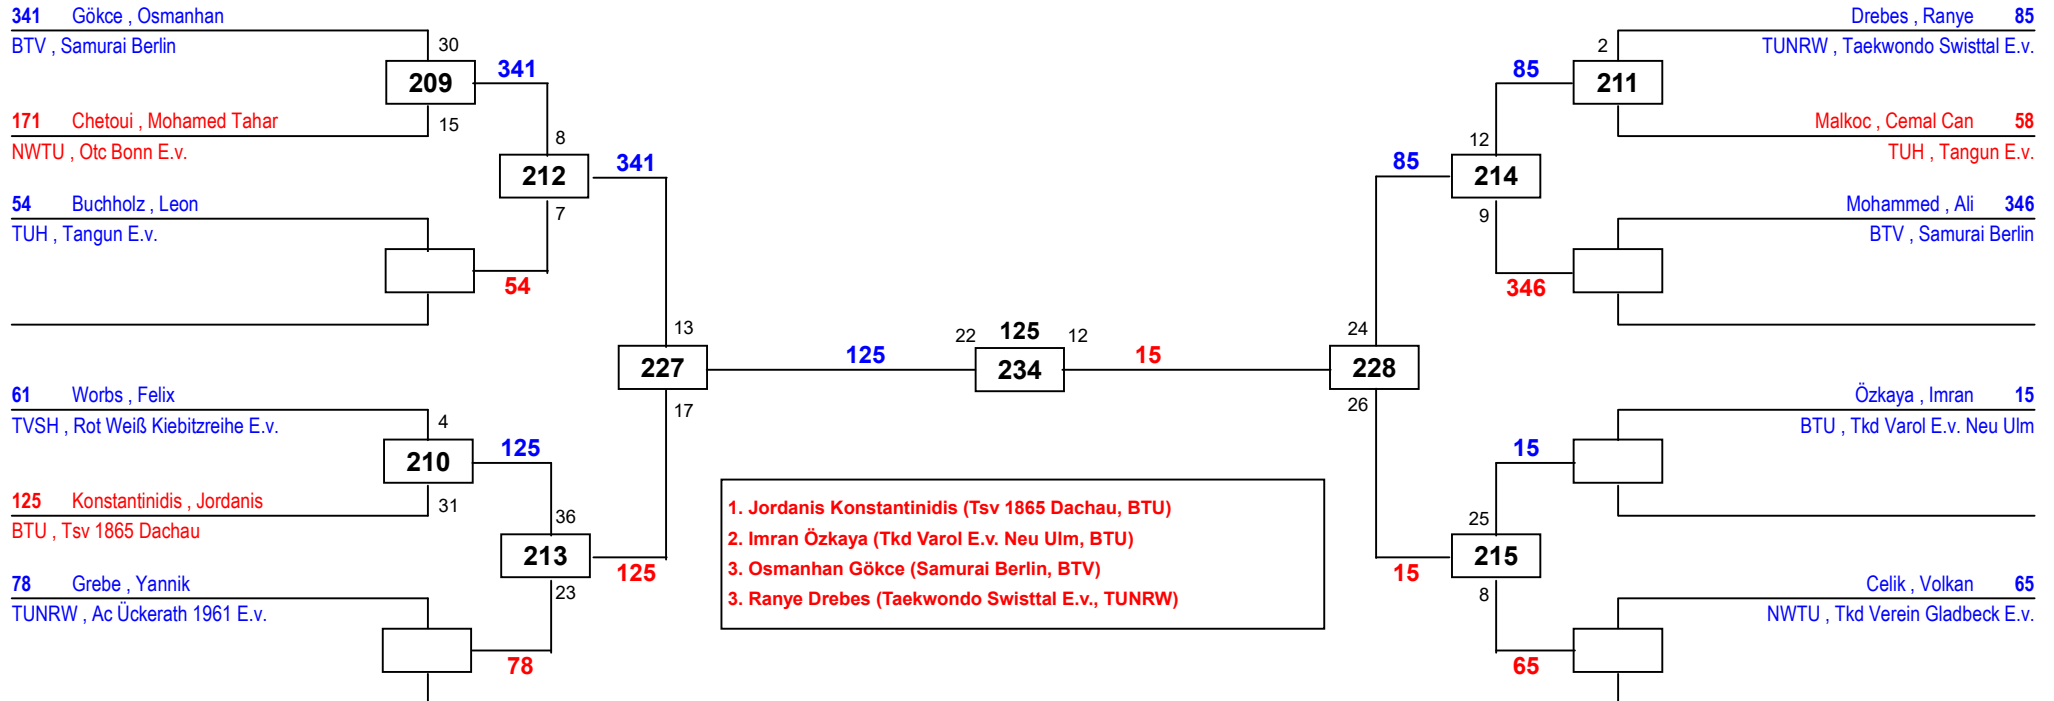 341 Gökce , Osmanhan
BTV , Samurai Berlin
30
209
341
171 Chetoui , Mohamed Tahar
15
NWTU , Otc Bonn E.v.
8
212
341
54 Buchholz , Leon
7
TUH , Tangun E.v.
54
13
227
125
17
61 Worbs , Felix
TVSH , Rot Weiß Kiebitzreihe E.v.
4
210
125
125 Konstantinidis , Jordanis
31
BTU , Tsv 1865 Dachau
36
213
125
78 Grebe , Yannik
23
TUNRW , Ac Ückerath 1961 E.v.
78
22 125 12
234
15
1. Jordanis Konstantinidis (Tsv 1865 Dachau, BTU)
2. Imran Özkaya (Tkd Varol E.v. Neu Ulm, BTU)
3. Osmanhan Gökce (Samurai Berlin, BTV)
3. Ranye Drebes (Taekwondo Swisttal E.v., TUNRW)
Drebes , Ranye 85
2
TUNRW , Taekwondo Swisttal E.v.
85
211
Malkoc , Cemal Can 58
12
TUH , Tangun E.v.
85
214
Mohammed , Ali 346
9
BTV , Samurai Berlin
346
24
228
26
Özkaya , Imran 15
BTU , Tkd Varol E.v. Neu Ulm
15
25
215
15
Celik , Volkan 65
8
NWTU , Tkd Verein Gladbeck E.v.
65